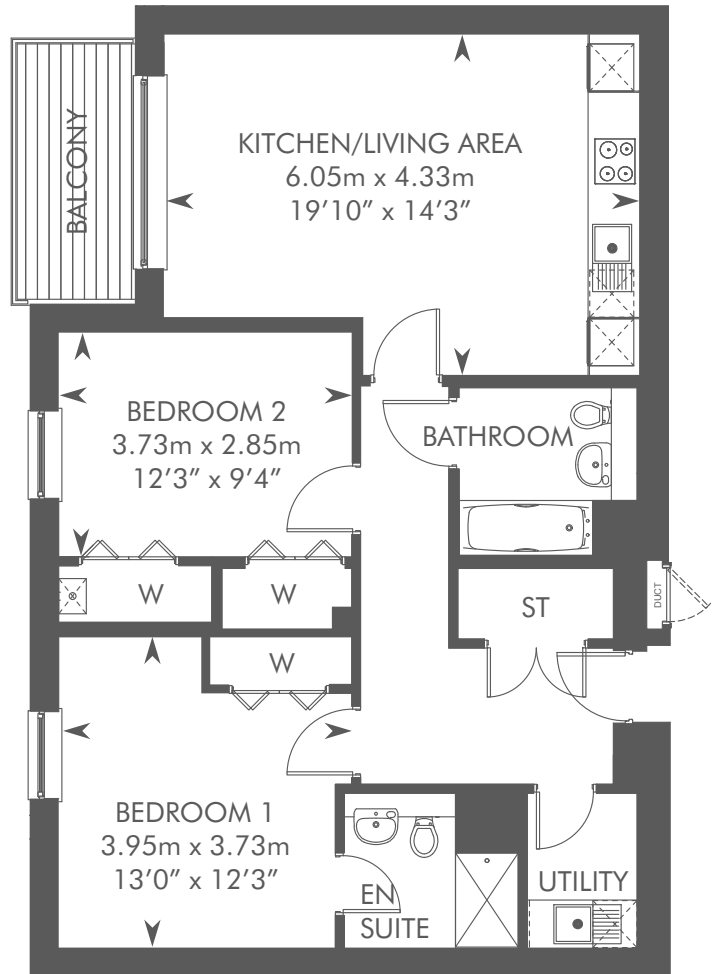 BALCONY
KITCHEN/LIVING AREA
6.05m x 4.33m
19’10” x 14’3”
BEDROOM 2
3.73m x 2.85m
12’3” x 9’4”
BATHROOM
W
W
ST
DUCT
W
BEDROOM 1
3.95m x 3.73m
13’0” x 12’3”
EN
SUITE
UTILITY